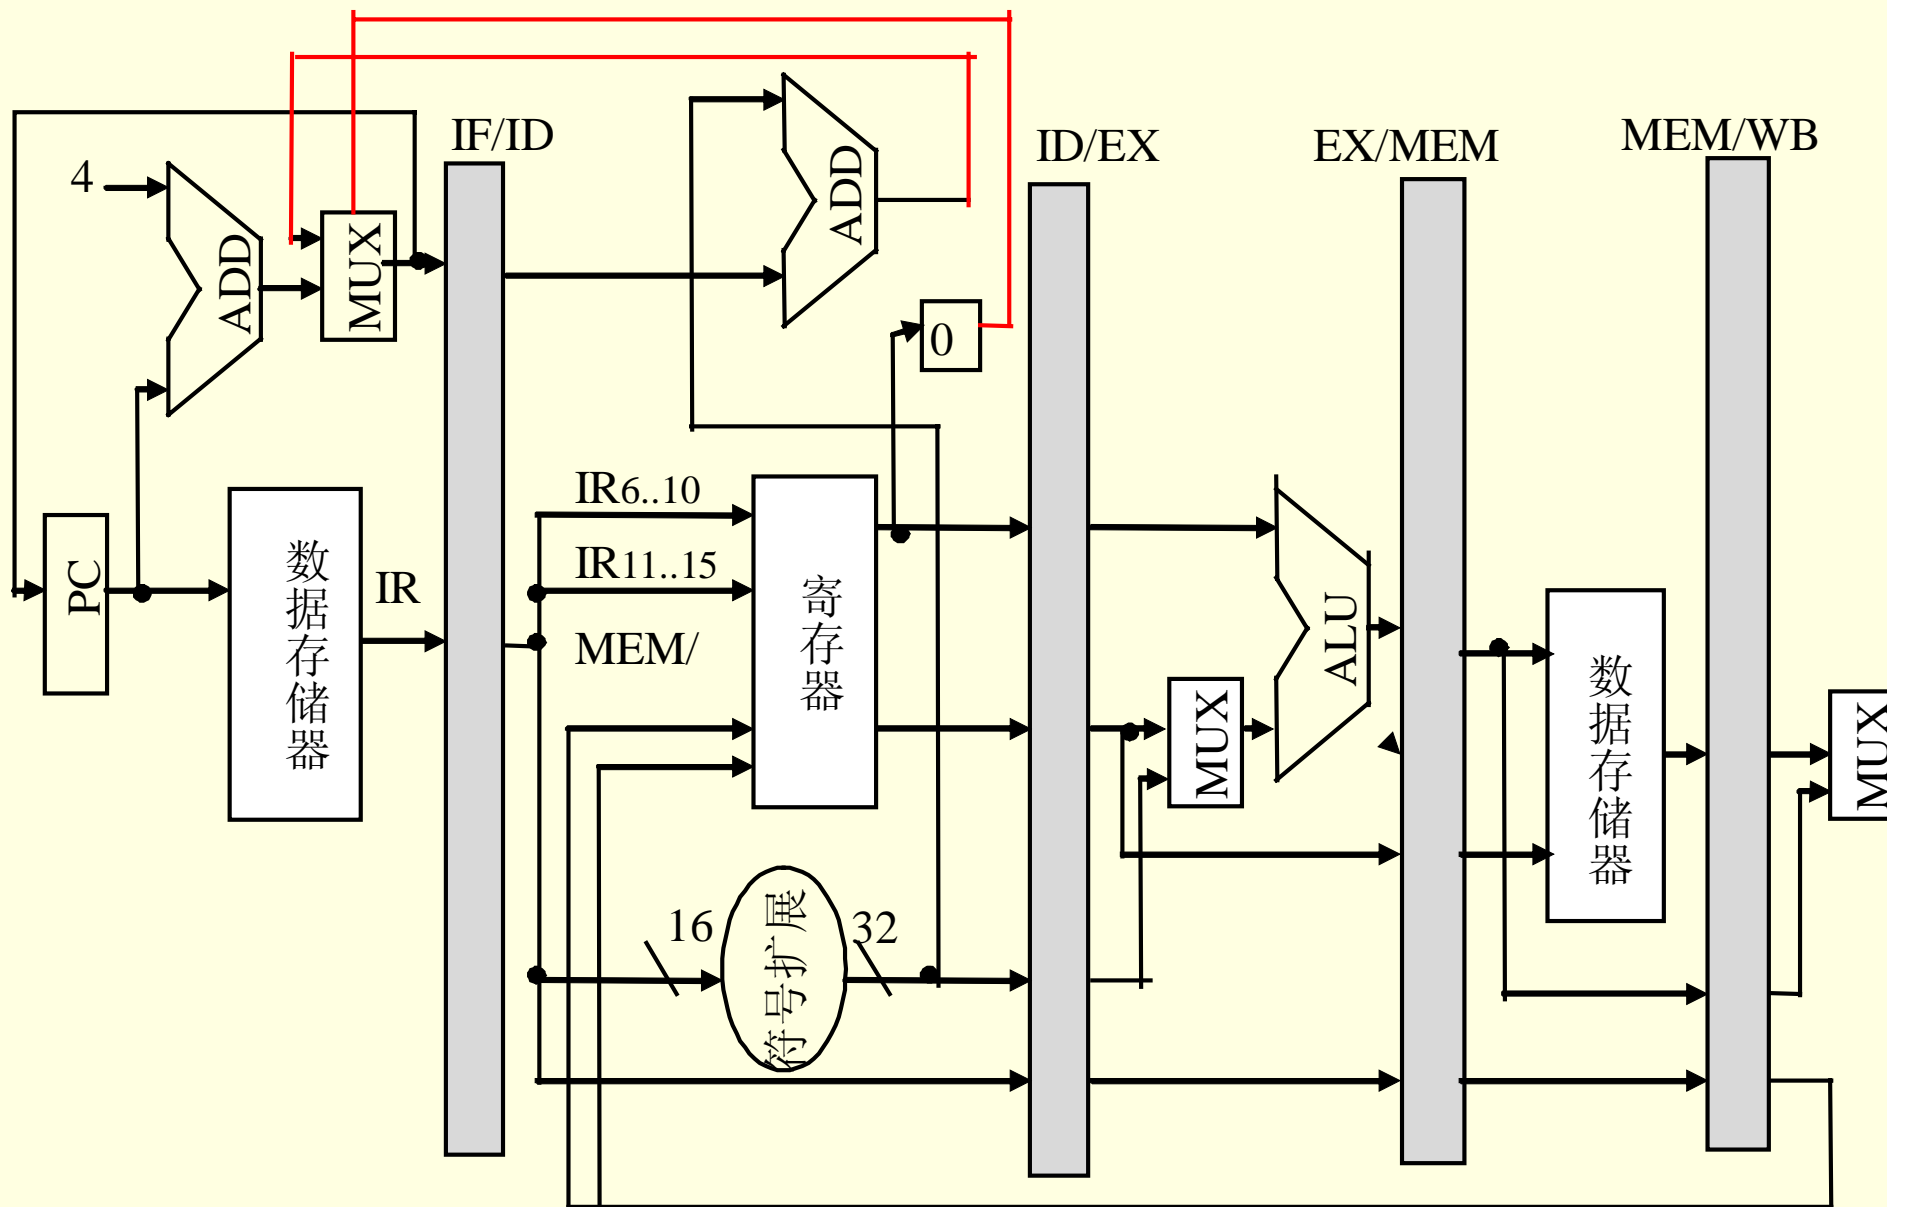 IF/ID
ID/EX
EX/MEM
MEM/WB
4
ADD
MUX
ADD
0
PC
数据存储器
IR
IR6..10
IR11..15
MEM/
寄存器
ALU
MUX
数据存储器
MUX
16
符号扩展
32